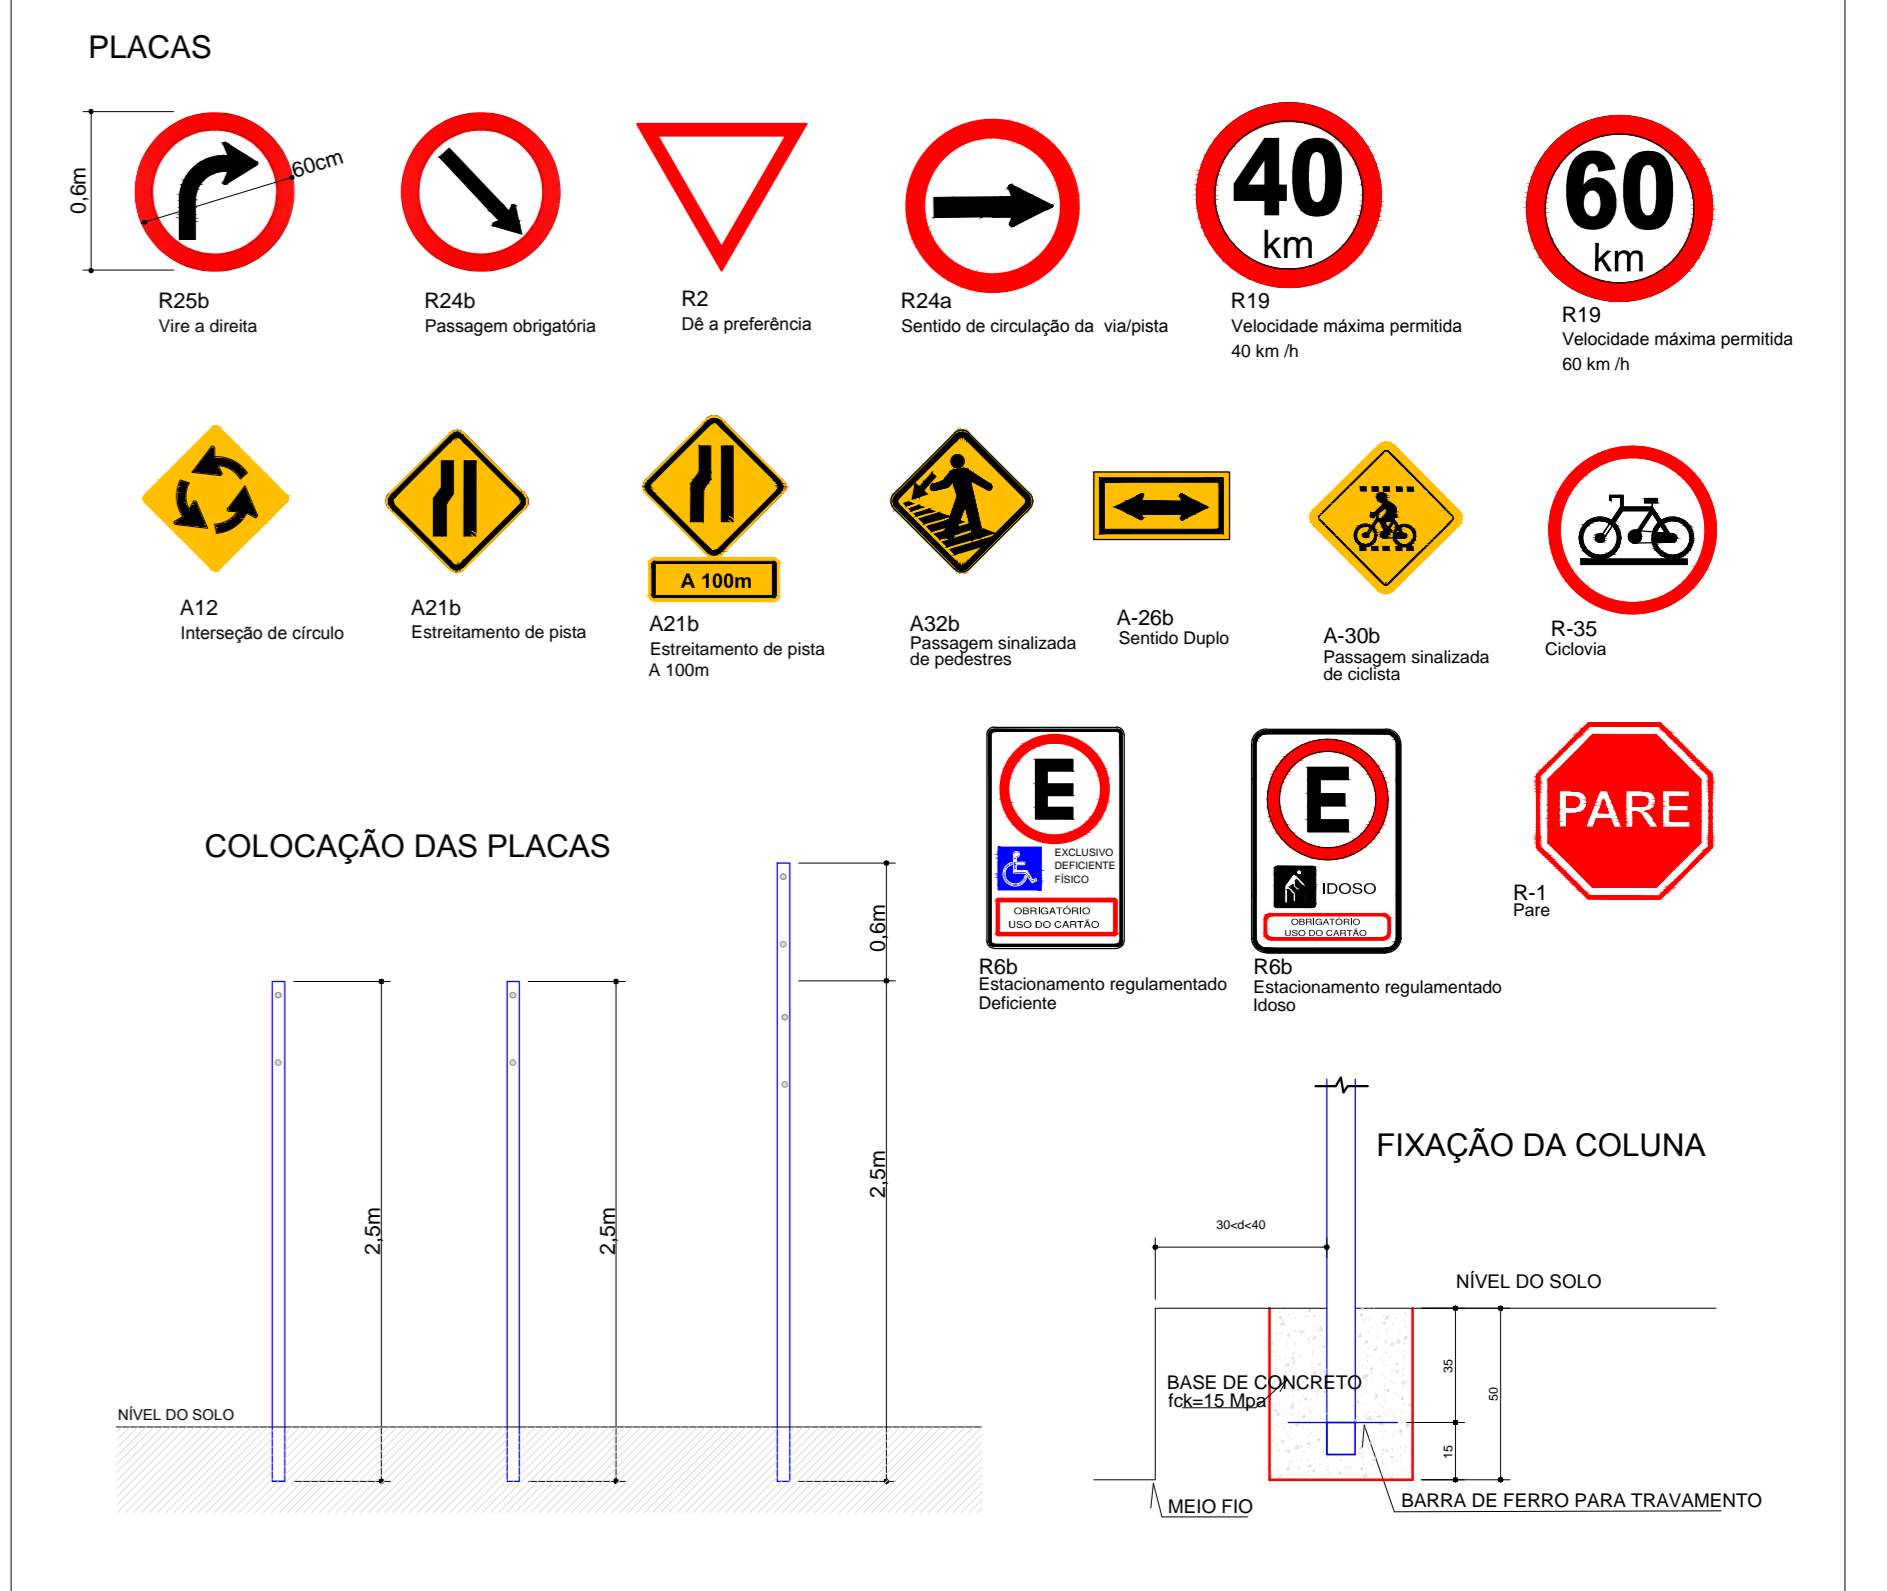 PLACAS
0,6m
60cm
R25b
Vire a direita
R24b
Passagem obrigatória
R2
Dê a preferência
R24a
Sentido de circulação da via/pista
40
km
R19
Velocidade máxima permitida
40 km /h
60
km
R19
Velocidade máxima permitida
60 km /h
A12
Interseção de círculo
A21b
Estreitamento de pista
A 100m
A21b
Estreitamento de pista
A 100m
A32b
Passagem sinalizada
de pedestres
A-26b
Sentido Duplo
A-30b
Passagem sinalizada
de ciclista
R-35
Ciclovia
E
EXCLUSIVO
DEFICIENTE
FÍSICO
OBRIGATÓRIO
USO DO CARTÃO
R6b
Estacionamento regulamentado
Deficiente
E
IDOSO
OBRIGATÓRIO
USO DO CARTÃO
R6b
Estacionamento regulamentado
Idoso
PARE
R-1
Pare
COLOCAÇÃO DAS PLACAS
2,5m
2,5m
0,6m
2,5m
NÍVEL DO SOLO
FIXAÇÃO DA COLUNA
30<d<40
NÍVEL DO SOLO
BASE DE CONCRETO
fck=15 Mpa
35
50
15
MEIO FIO
BARRA DE FERRO PARA TRAVAMENTO